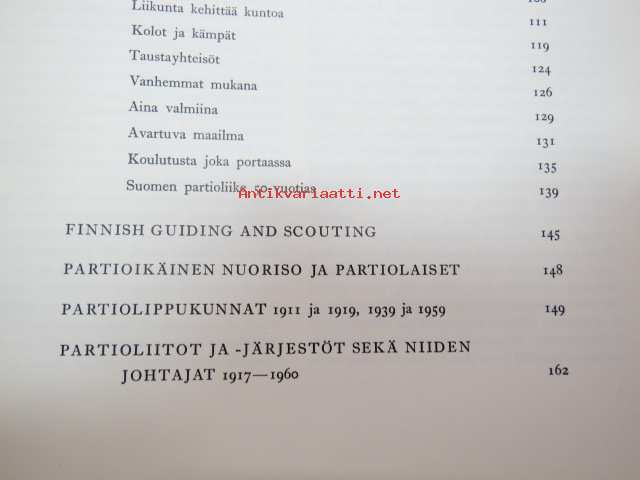 Liikunta kehittää kuntoa
Kolot ja kämpät 111
Taustayhteisöt 119
Vanhemmat mukana 124
Aina valmiina 126
Avartuva maailma 129
Koulutusta joka portaassa 131
Suomen partioliike 50-vuotias 135
139
Antikvariaatti.net
FINNISH GUIDING AND SCOUTING 145
PARTIOIKÄINEN NUORISO JA PARTIOLAISET 148
PARTIOLIPPUKUNNAT 1911 ja 1919, 1939 ja 1959 149
PARTIOLIITOT JA -JÄRJESTÖT SEKÄ NIIDEN
JOHTAJAT 1917—1960 162